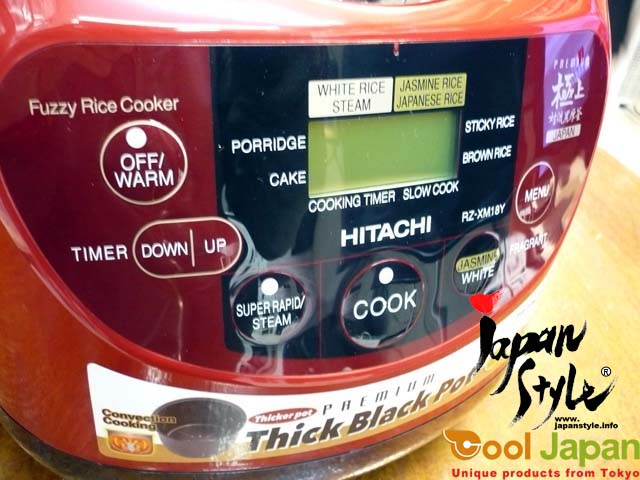 Fuzzy Rice Cooker
OFF/
WARM
TIMER DOWN UP
WHITE RICE
STEAM
JASMINE RICE
JAPANESE RICE
PORRIDGE
CAKE
STICKY RICE
BROWN RICE
COOKING TIMER SLOW COOK
HITACHI
RZ-XM18Y
MENU
FRAGRANT
JASMINE
WHITE
SUPER RAPID/
STEAM
COOK
PREMIUM
極上
JAPAN
Convection
Cooking
Thicker pot
PREMIUM
Thick Black Pot
Japan
Style®
www.
japanstyle.info
Cool Japan
Unique products from Tokyo